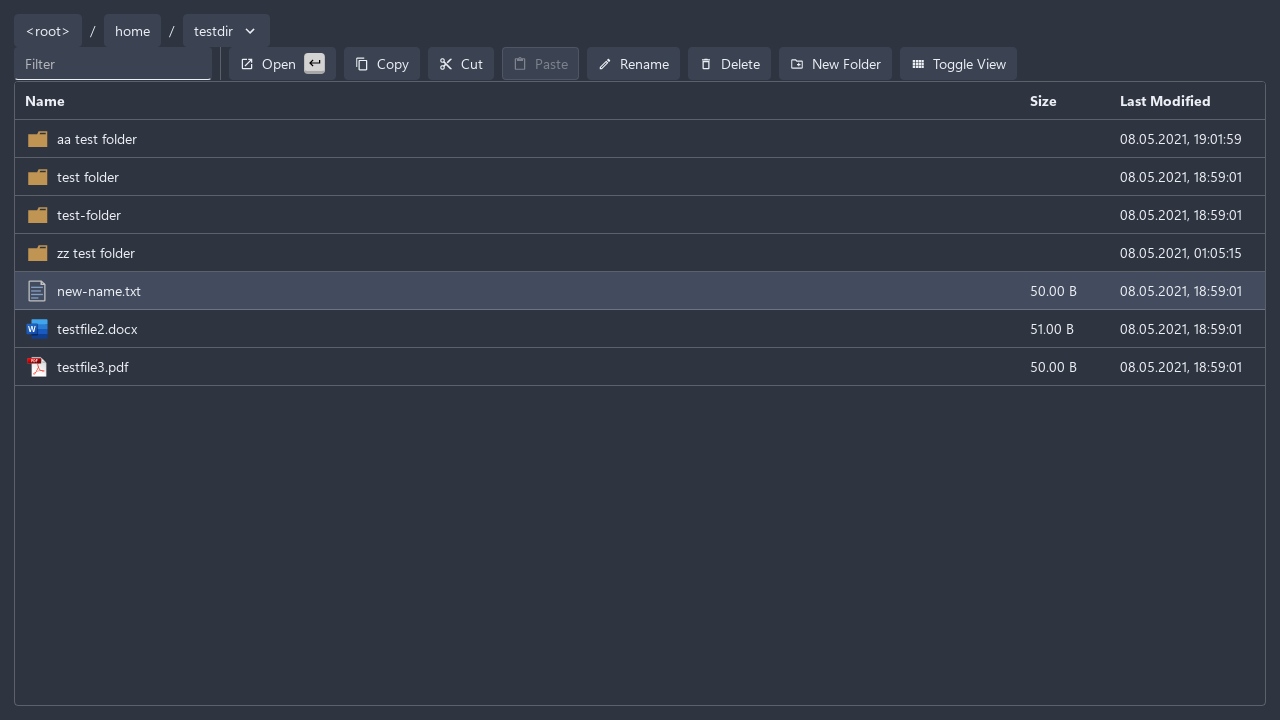 <root> / home / testdir
Filter Open Copy Cut Paste Rename Delete New Folder Toggle View
Name Size Last Modified
aa test folder 08.05.2021, 19:01:59
test folder 08.05.2021, 18:59:01
test-folder 08.05.2021, 18:59:01
zz test folder 08.05.2021, 01:05:15
new-name.txt 50.00 B 08.05.2021, 18:59:01
W testfile2.docx 51.00 B 08.05.2021, 18:59:01
PDF testfile3.pdf 50.00 B 08.05.2021, 18:59:01